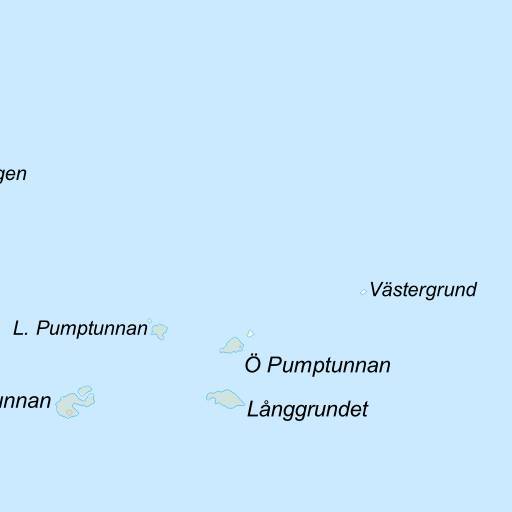 gen
Västergrund
L. Pumptunnan
Ö Pumptunnan
unnan
Långgrundet